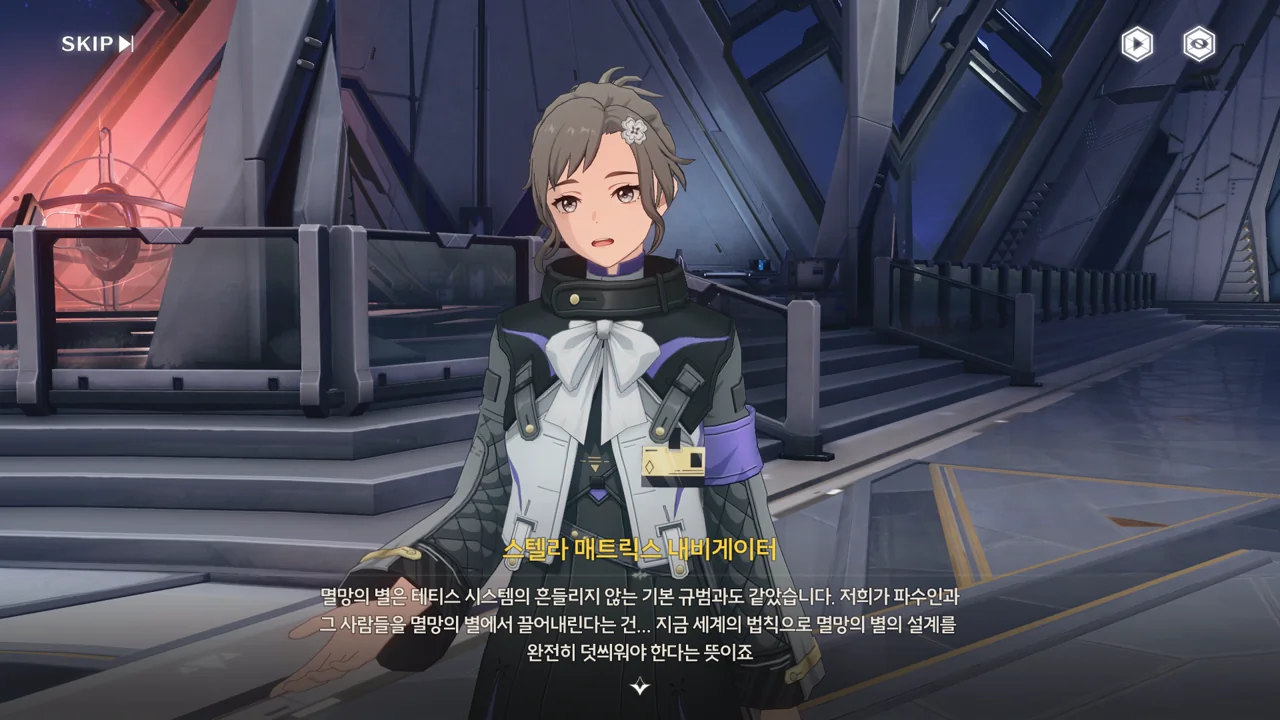 SKIP
스텔라 매트릭스 내비게이터
멸망의 별은 테티스 시스템의 흔들리지 않는 기본 규범과도 같았습니다. 저희가 파수인과
그 사람들을 멸망의 별에서 끌어내린다는 건... 지금 세계의 법칙으로 멸망의 별의 설계를
완전히 덧씌워야 한다는 뜻이죠